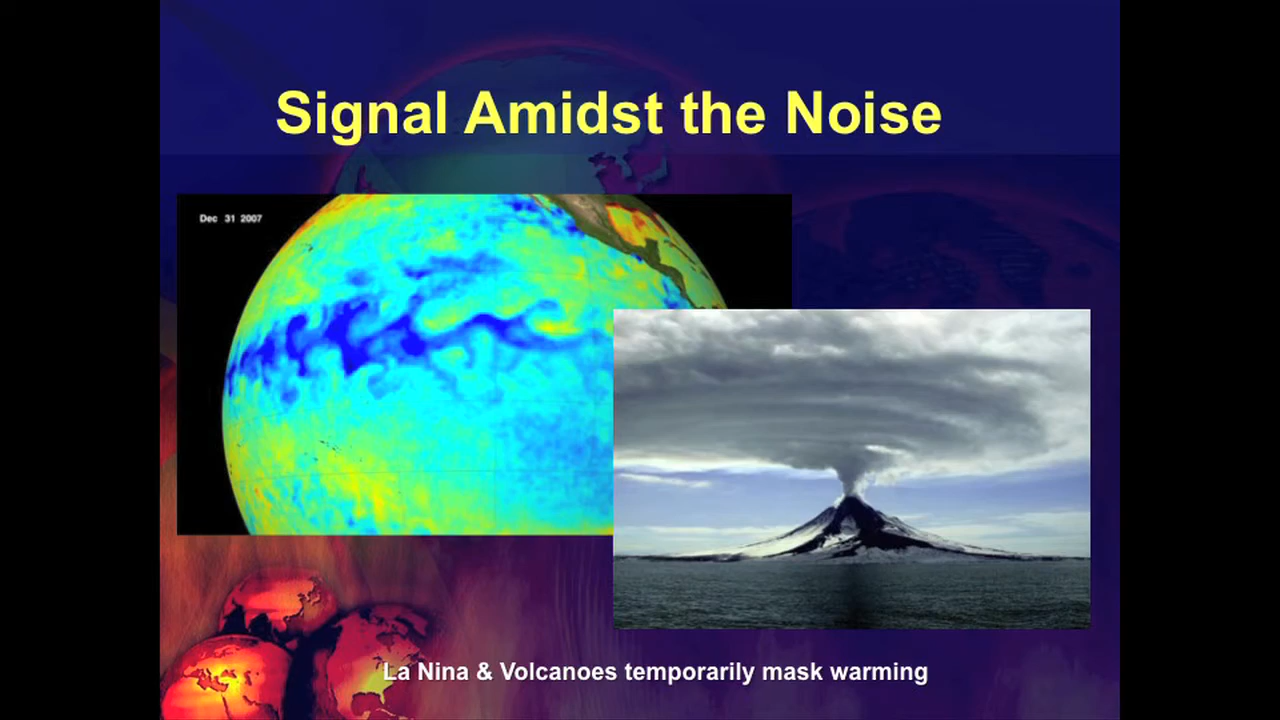 Signal Amidst the Noise
Dec 31 2007
La Nina & Volcanoes temporarily mask warming